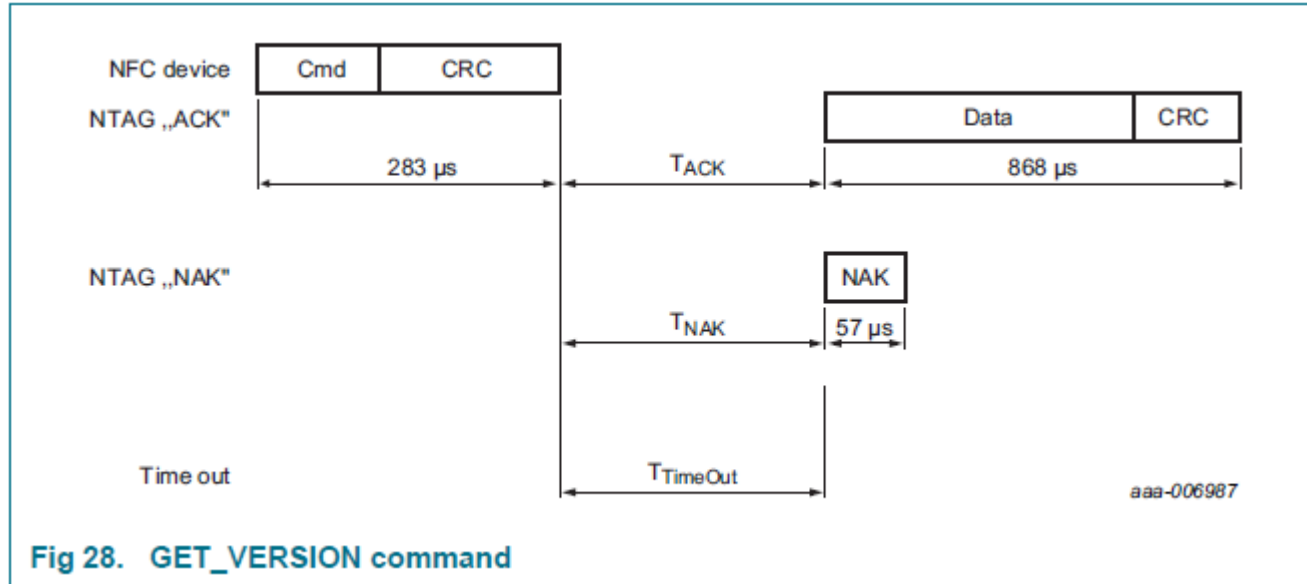 NFC device Cmd CRC
NTAG ,,ACK" Data CRC
283 µs TACK 868 µs
NTAG ,,NAK" NAK
TNAK 57 µs
Time out TTimeOut aaa-006987
Fig 28. GET_VERSION command